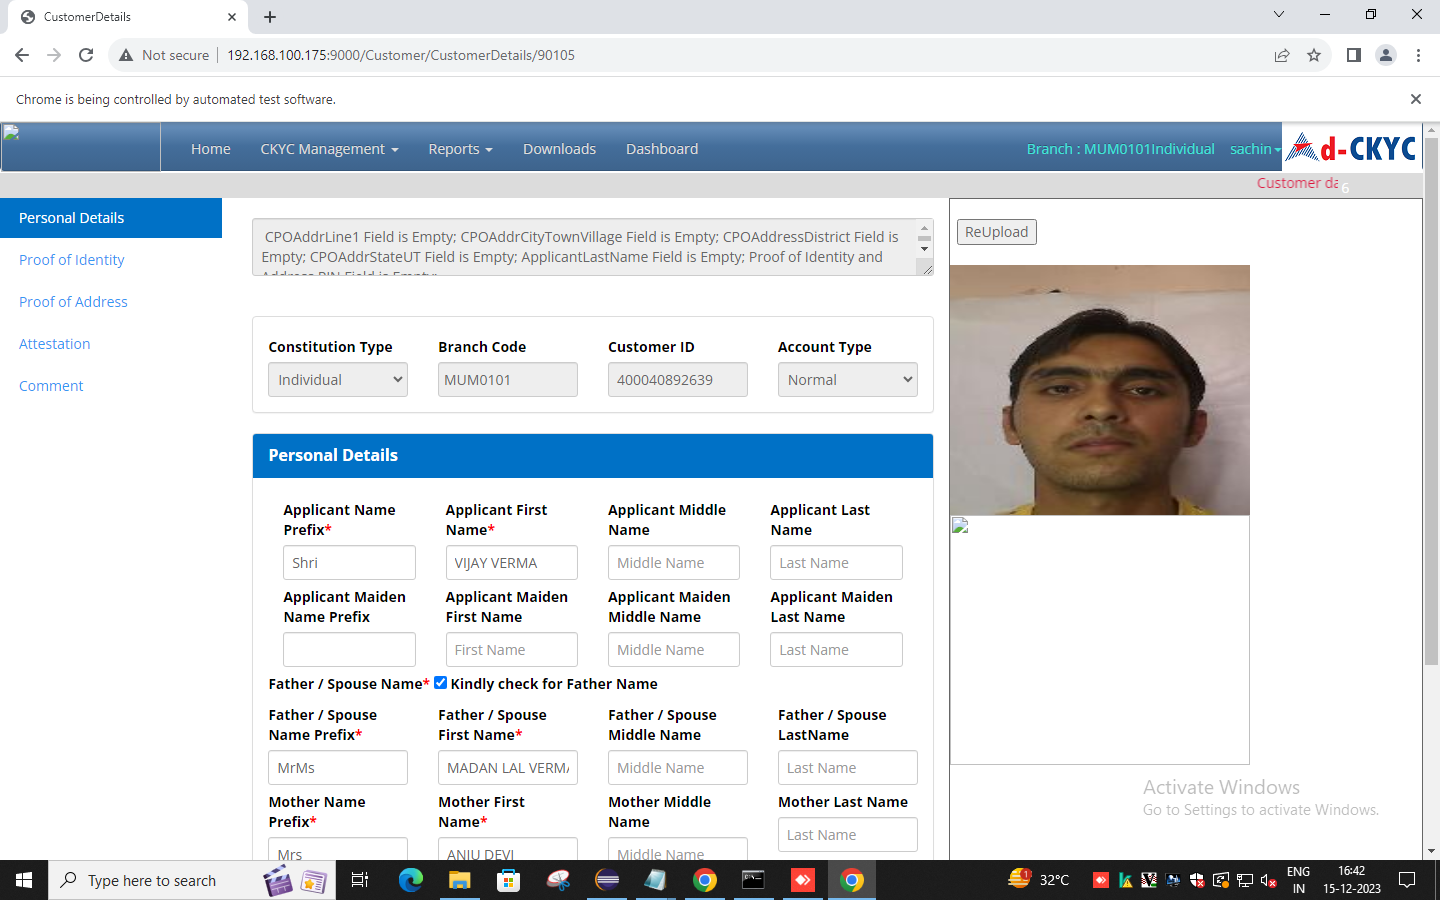 CustomerDetails
Not secure
192.168.100.175:9000/Customer/CustomerDetails/90105
Chrome is being controlled by automated test software.
Home
CKYC Management
Reports
Downloads
Dashboard
Branch : MUM0101Individual
sachin
d-CKYC
Customer da
6
Personal Details
Proof of Identity
Proof of Address
Attestation
Comment
CPOAddrLine1 Field is Empty; CPOAddrCityTownVillage Field is Empty; CPOAddressDistrict Field is
Empty; CPOAddrStateUT Field is Empty; ApplicantLastName Field is Empty; Proof of Identity and
Address PIN Field is Empty;
ReUpload
Constitution Type
Branch Code
Customer ID
Account Type
Individual
MUM0101
400040892639
Normal
Personal Details
Applicant Name
Prefix*
Applicant First
Name*
Applicant Middle
Name
Applicant Last
Name
Shri
VIJAY VERMA
Middle Name
Last Name
Applicant Maiden
Name Prefix
Applicant Maiden
First Name
Applicant Maiden
Middle Name
Applicant Maiden
Last Name
First Name
Middle Name
Last Name
Father / Spouse Name* Kindly check for Father Name
Father / Spouse
Name Prefix*
Father / Spouse
First Name*
Father / Spouse
Middle Name
Father / Spouse
LastName
MrMs
MADAN LAL VERMA
Middle Name
Last Name
Mother Name
Prefix*
Mother First
Name*
Mother Middle
Name
Mother Last Name
Mrs
ANJU DEVI
Middle Name
Last Name
Activate Windows
Go to Settings to activate Windows.
Type here to search
1
32°C
ENG
IN
16:42
15-12-2023